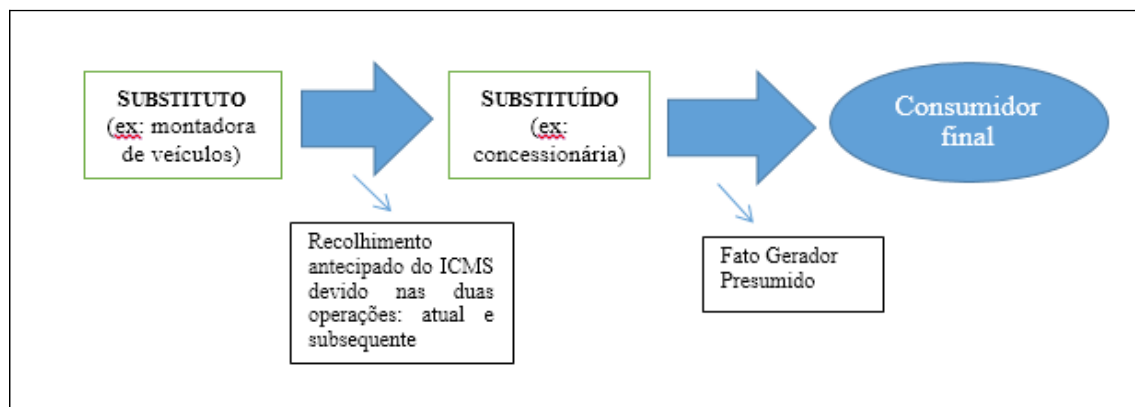 SUBSTITUTO
(ex: montadora
de veículos)
SUBSTITUÍDO
(ex:
concessionária)
Consumidor
final
Recolhimento
antecipado do ICMS
devido nas duas
operações: atual e
subsequente
Fato Gerador
Presumido